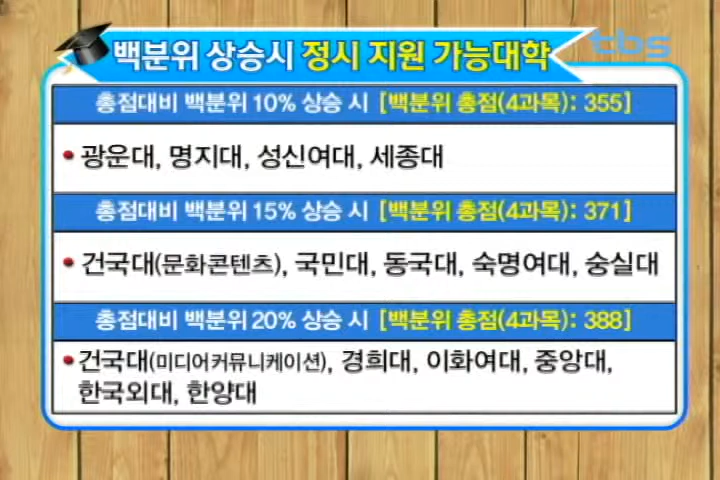 백분위 상승시 정시 지원 가능대학
tbs
총점대비 백분위 10% 상승 시 [백분위 총점(4과목): 355]
• 광운대, 명지대, 성신여대, 세종대
총점대비 백분위 15% 상승 시 [백분위 총점(4과목): 371]
• 건국대(문화콘텐츠), 국민대, 동국대, 숙명여대, 숭실대
총점대비 백분위 20% 상승 시 [백분위 총점(4과목): 388]
• 건국대(미디어커뮤니케이션), 경희대, 이화여대, 중앙대,
한국외대, 한양대